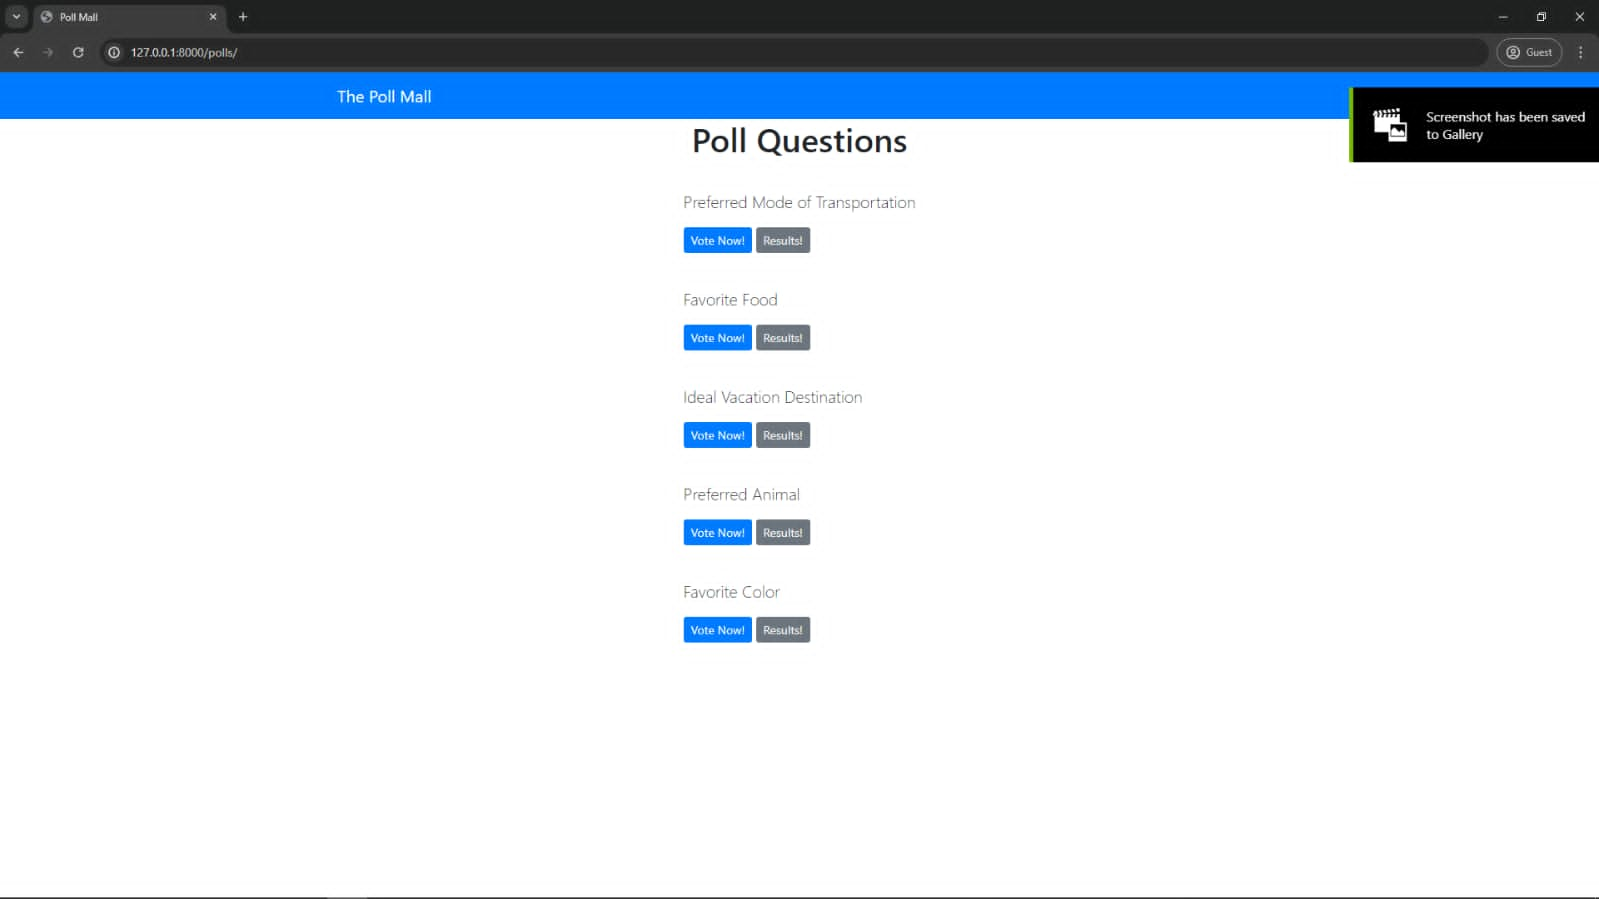 Poll Mall
127.0.0.1:8000/polls/
Guest
The Poll Mall
Screenshot has been saved
to Gallery
Poll Questions
Preferred Mode of Transportation
Vote Now! Results!
Favorite Food
Vote Now! Results!
Ideal Vacation Destination
Vote Now! Results!
Preferred Animal
Vote Now! Results!
Favorite Color
Vote Now! Results!